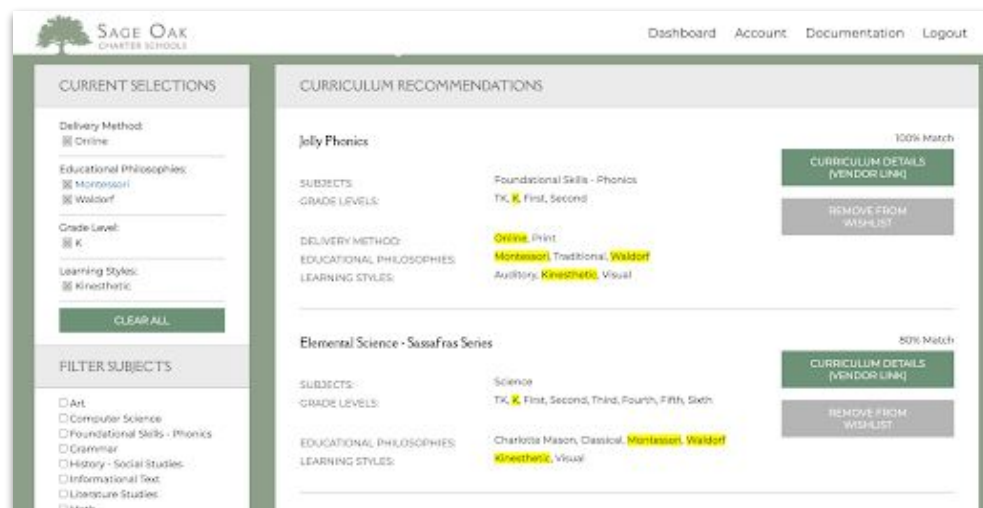 SAGE OAK
CHARTER SCHOOLS
Dashboard Account Documentation Logout
CURRENT SELECTIONS
Delivery Method:
Online
Educational Philosophies:
Montessori
Waldorf
Grade Level:
K
Learning Styles:
Kinesthetic
CLEAR ALL
FILTER SUBJECTS
Art
Computer Science
Foundational Skills - Phonics
Grammar
History - Social Studies
Informational Text
Literature Studies
Math
CURRICULUM RECOMMENDATIONS
Jolly Phonics
100% Match
CURRICULUM DETAILS
(VENDOR LINK)
REMOVE FROM
WISHLIST
SUBJECTS: Foundational Skills - Phonics
GRADE LEVELS: TK, K, First, Second
DELIVERY METHOD: Online, Print
EDUCATIONAL PHILOSOPHIES: Montessori, Traditional, Waldorf
LEARNING STYLES: Auditory, Kinesthetic, Visual
Elemental Science - Sassafras Series
80% Match
CURRICULUM DETAILS
(VENDOR LINK)
REMOVE FROM
WISHLIST
SUBJECTS: Science
GRADE LEVELS: TK, K, First, Second, Third, Fourth, Fifth, Sixth
EDUCATIONAL PHILOSOPHIES: Charlotte Mason, Classical, Montessori, Waldorf
LEARNING STYLES: Kinesthetic, Visual